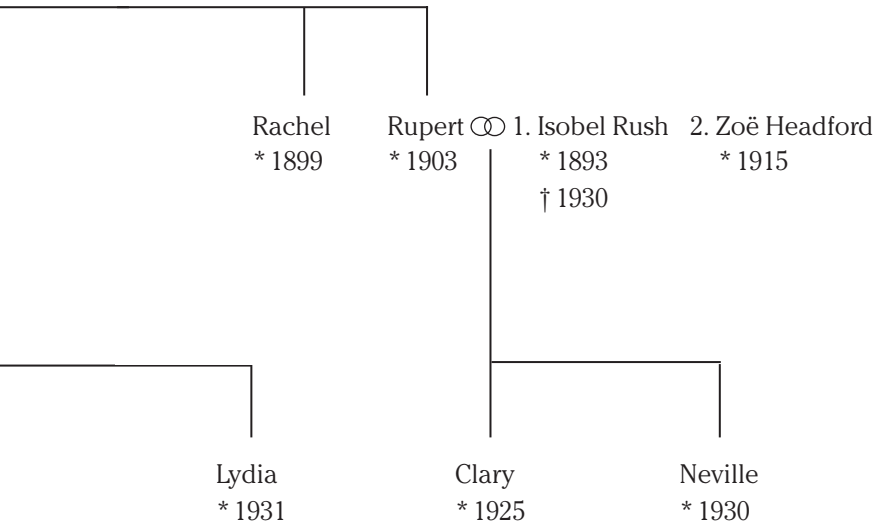 Rachel Rupert ⚭ 1. Isobel Rush 2. Zoë Headford
* 1899 * 1903 * 1893 * 1915
† 1930
Lydia Clary Neville
* 1931 * 1925 * 1930